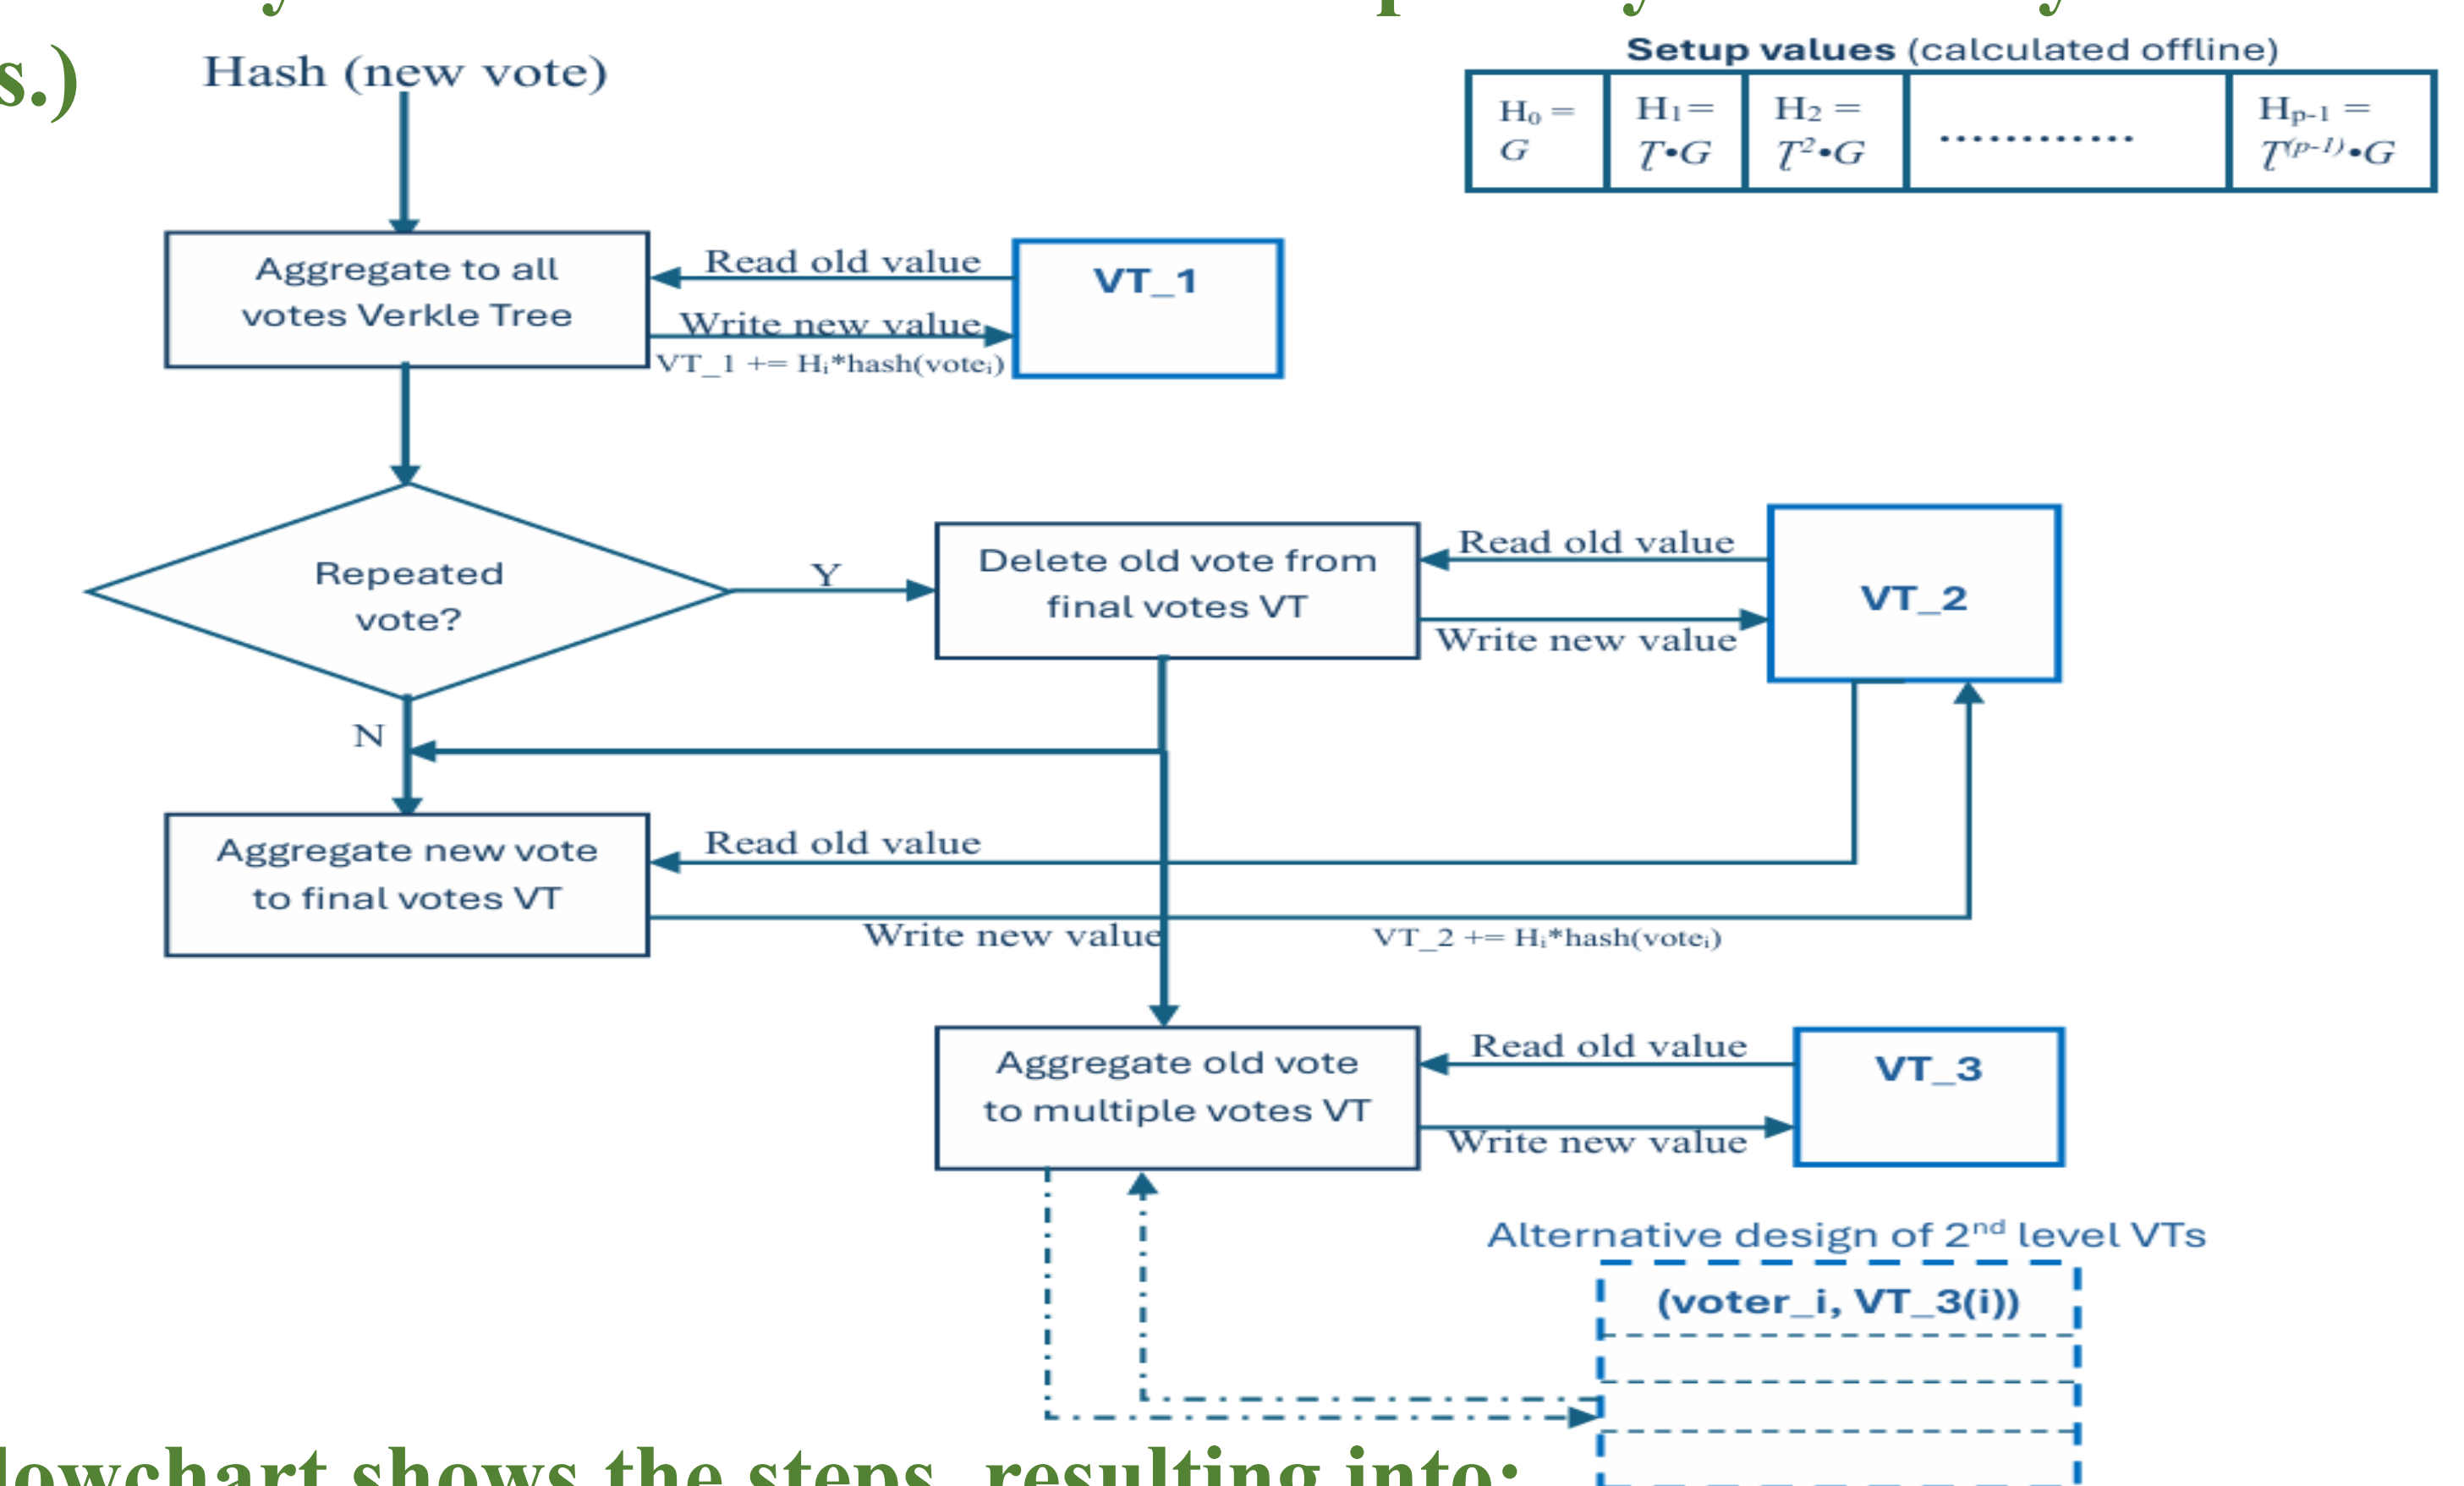 s.)
Hash (new vote)
Setup values (calculated offline)
H₀ =
G
H₁=
Ʈ•G
H₂ =
Ʈ²•G
.............
Hₚ₋₁ =
Ʈ⁽ᵖ⁻¹⁾•G
Aggregate to all
votes Verkle Tree
Read old value
Write new value
VT_1 += Hᵢ*hash(voteᵢ)
VT_1
Repeated
vote?
Y
N
Delete old vote from
final votes VT
Read old value
Write new value
VT_2
Aggregate new vote
to final votes VT
Read old value
Write new value
VT_2 += Hᵢ*hash(voteᵢ)
Aggregate old vote
to multiple votes VT
Read old value
Write new value
VT_3
Alternative design of 2ⁿᵈ level VTs
(voter_i, VT_3(i))
lowchart shows the steps, resulting into: